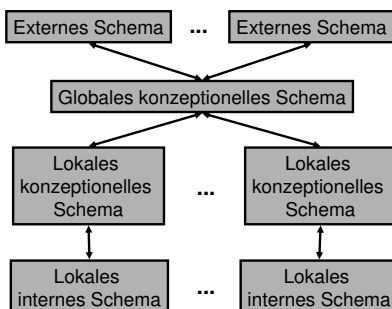 Externes Schema ... Externes Schema
Globales konzeptionelles Schema
Lokales
konzeptionelles
Schema
...
Lokales
konzeptionelles
Schema
Lokales
internes Schema
...
Lokales
internes Schema